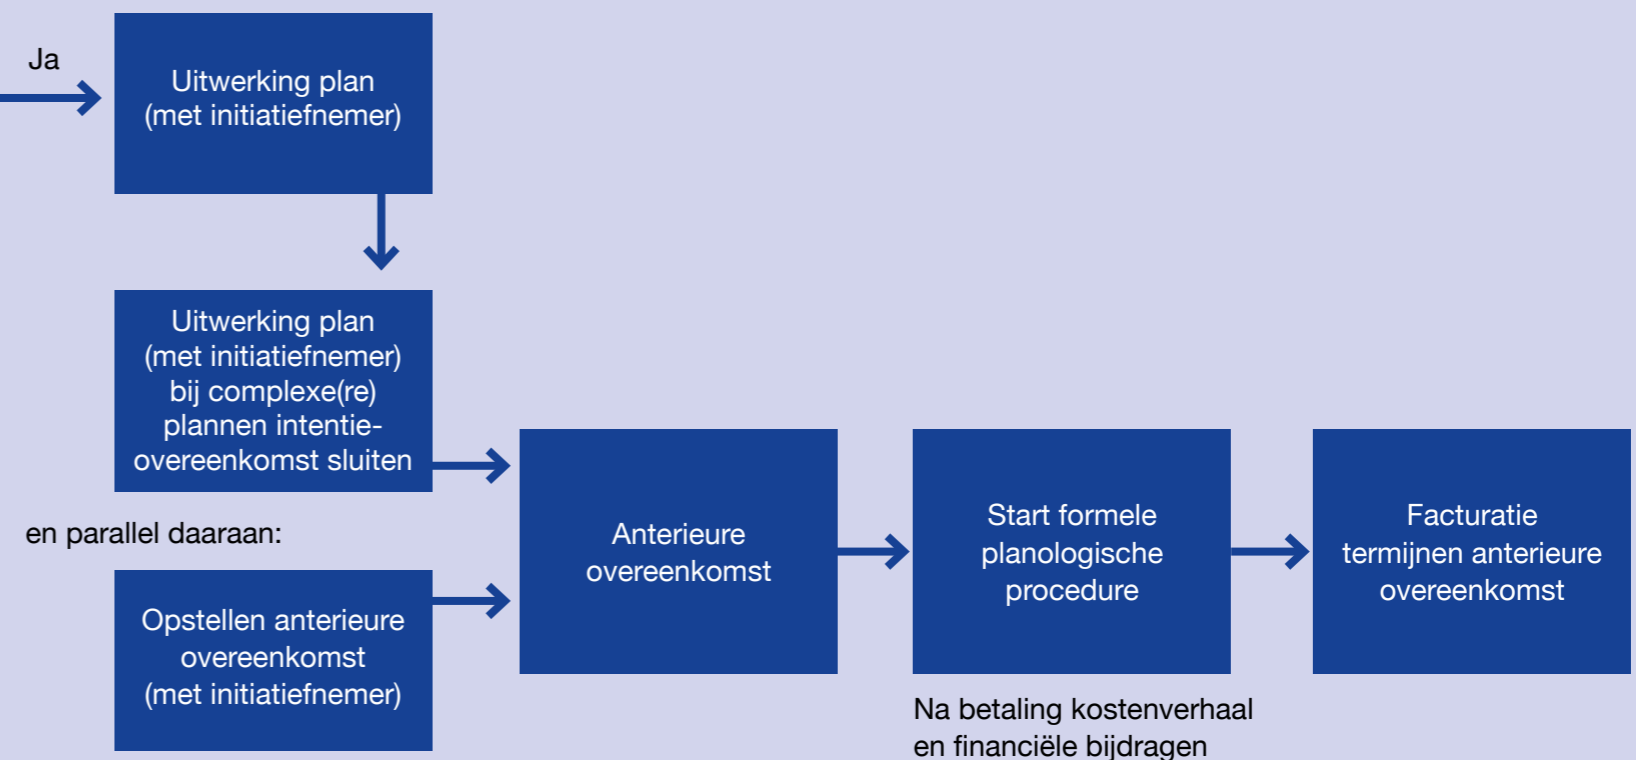 Ja
Uitwerking plan
(met initiatiefnemer)
Uitwerking plan
(met initiatiefnemer)
bij complexe(re)
plannen intentie-
overeenkomst sluiten
en parallel daaraan:
Opstellen anterieure
overeenkomst
(met initiatiefnemer)
Anterieure
overeenkomst
Start formele
planologische
procedure
Na betaling kostenverhaal
en financiële bijdragen
Facturatie
termijnen anterieure
overeenkomst